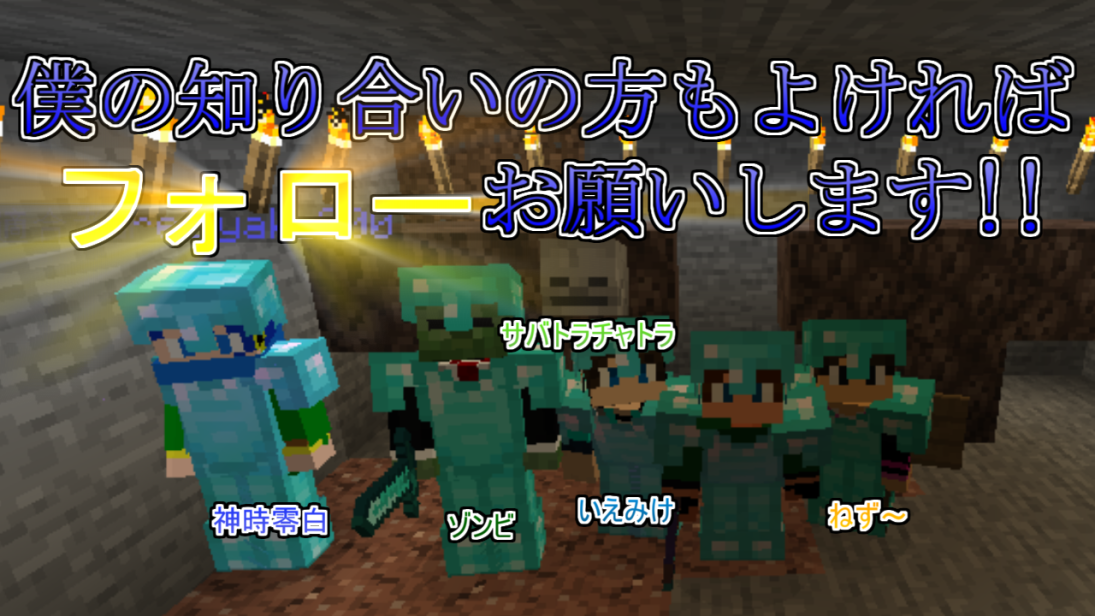 僕の知り合いの方もよければ
フォローお願いします!!
サバトラチャトラ
神時零白
ゾンビ
いえみけ
ねず～